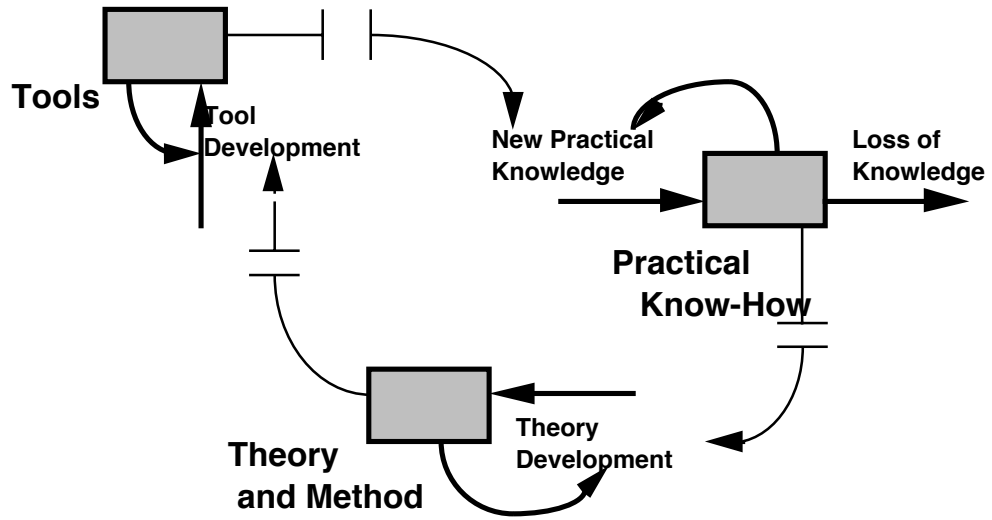 Tools
Tool
Development
New Practical
Knowledge
Loss of
Knowledge
Practical
Know-How
Theory
Development
Theory
and Method